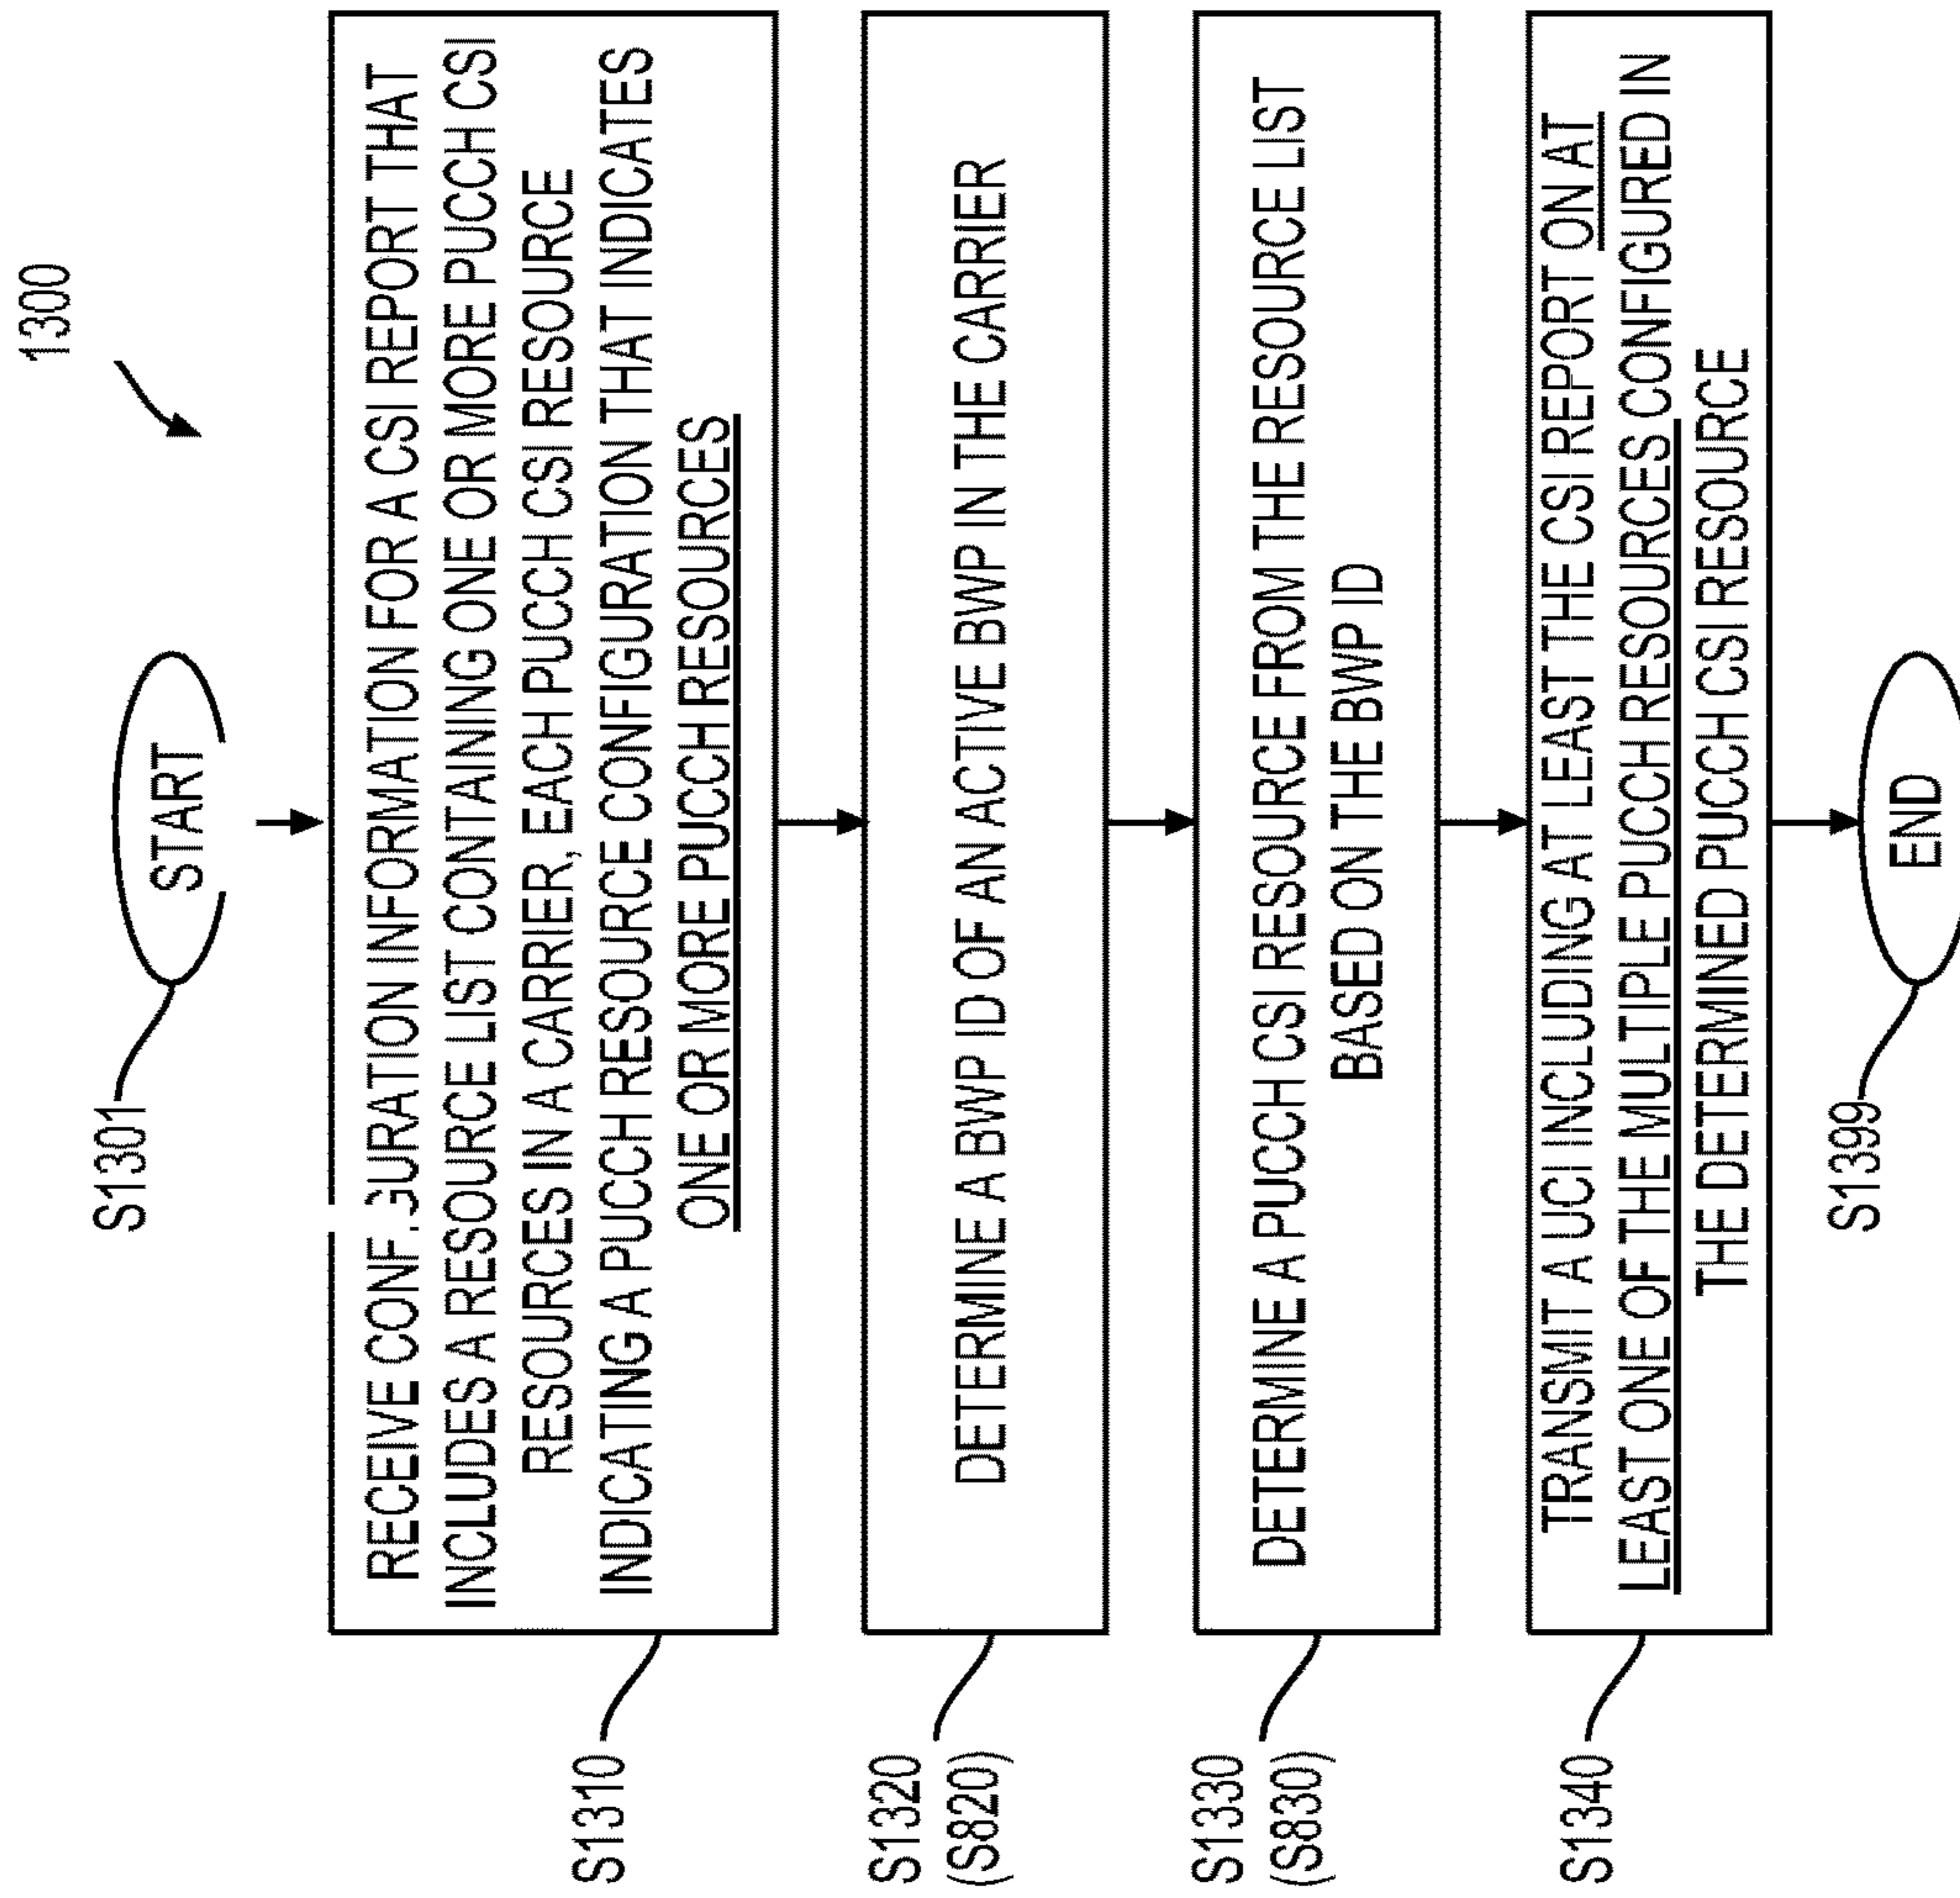 1300
S1301
START
S1310
RECEIVE CONF.GURATION INFORMATION FOR A CSI REPORT THAT
INCLUDES A RESOURCE LIST CONTAINING ONE OR MORE PUCCH CSI
RESOURCES IN A CARRIER, EACH PUCCH CSI RESOURCE
INDICATING A PUCCH RESOURCE CONFIGURATION THAT INDICATES
ONE OR MORE PUCCH RESOURCES
S1320
(S820)
DETERMINE A BWP ID OF AN ACTIVE BWP IN THE CARRIER
S1330
(S830)
DETERMINE A PUCCH CSI RESOURCE FROM THE RESOURCE LIST
BASED ON THE BWP ID
S1340
TRANSMIT A UCI INCLUDING AT LEAST THE CSI REPORT ON AT
LEAST ONE OF THE MULTIPLE PUCCH RESOURCES CONFIGURED IN
THE DETERMINED PUCCH CSI RESOURCE
S1399
END